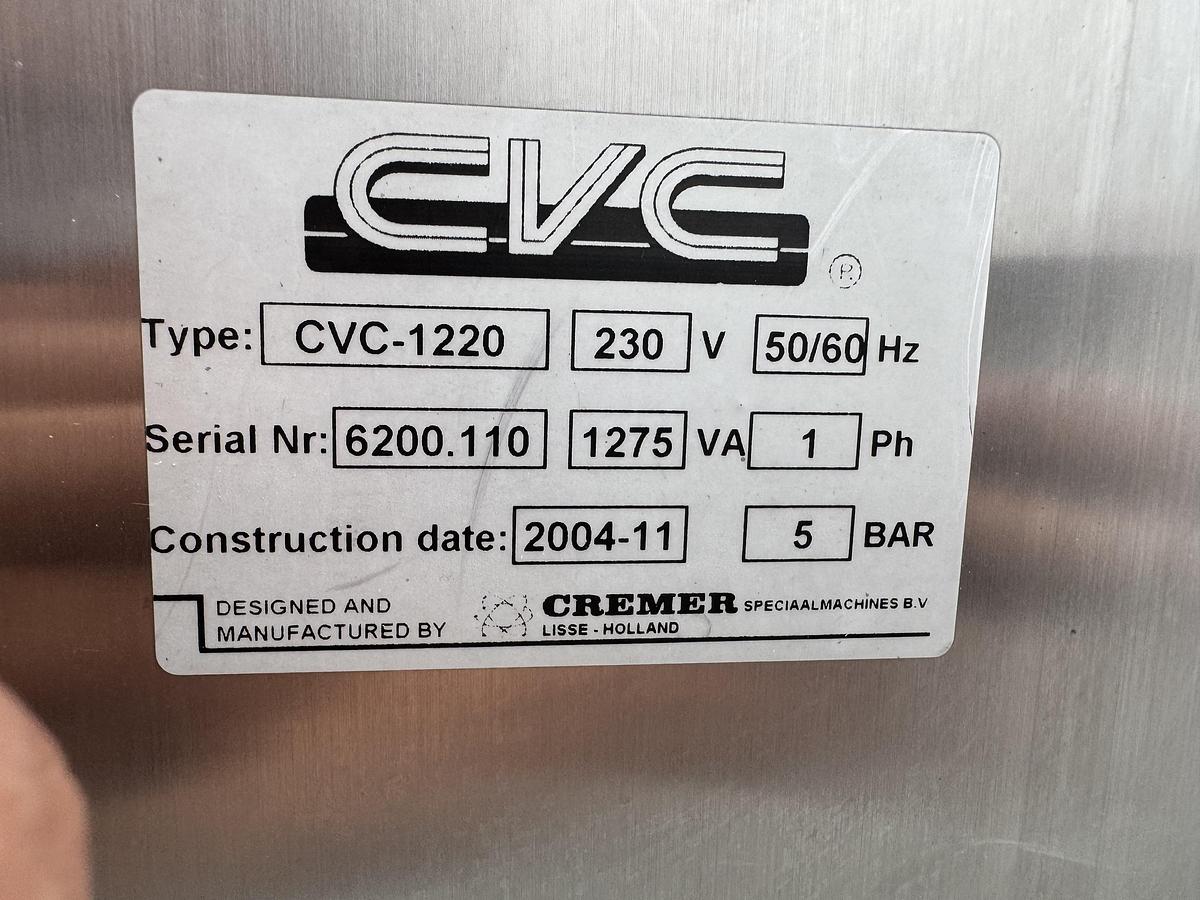 CVC ®
Type: CVC-1220 230 V 50/60 Hz
Serial Nr: 6200.110 1275 VA 1 Ph
Construction date: 2004-11 5 BAR
DESIGNED AND
MANUFACTURED BY
CREMER SPECIAALMACHINES B.V
LISSE - HOLLAND